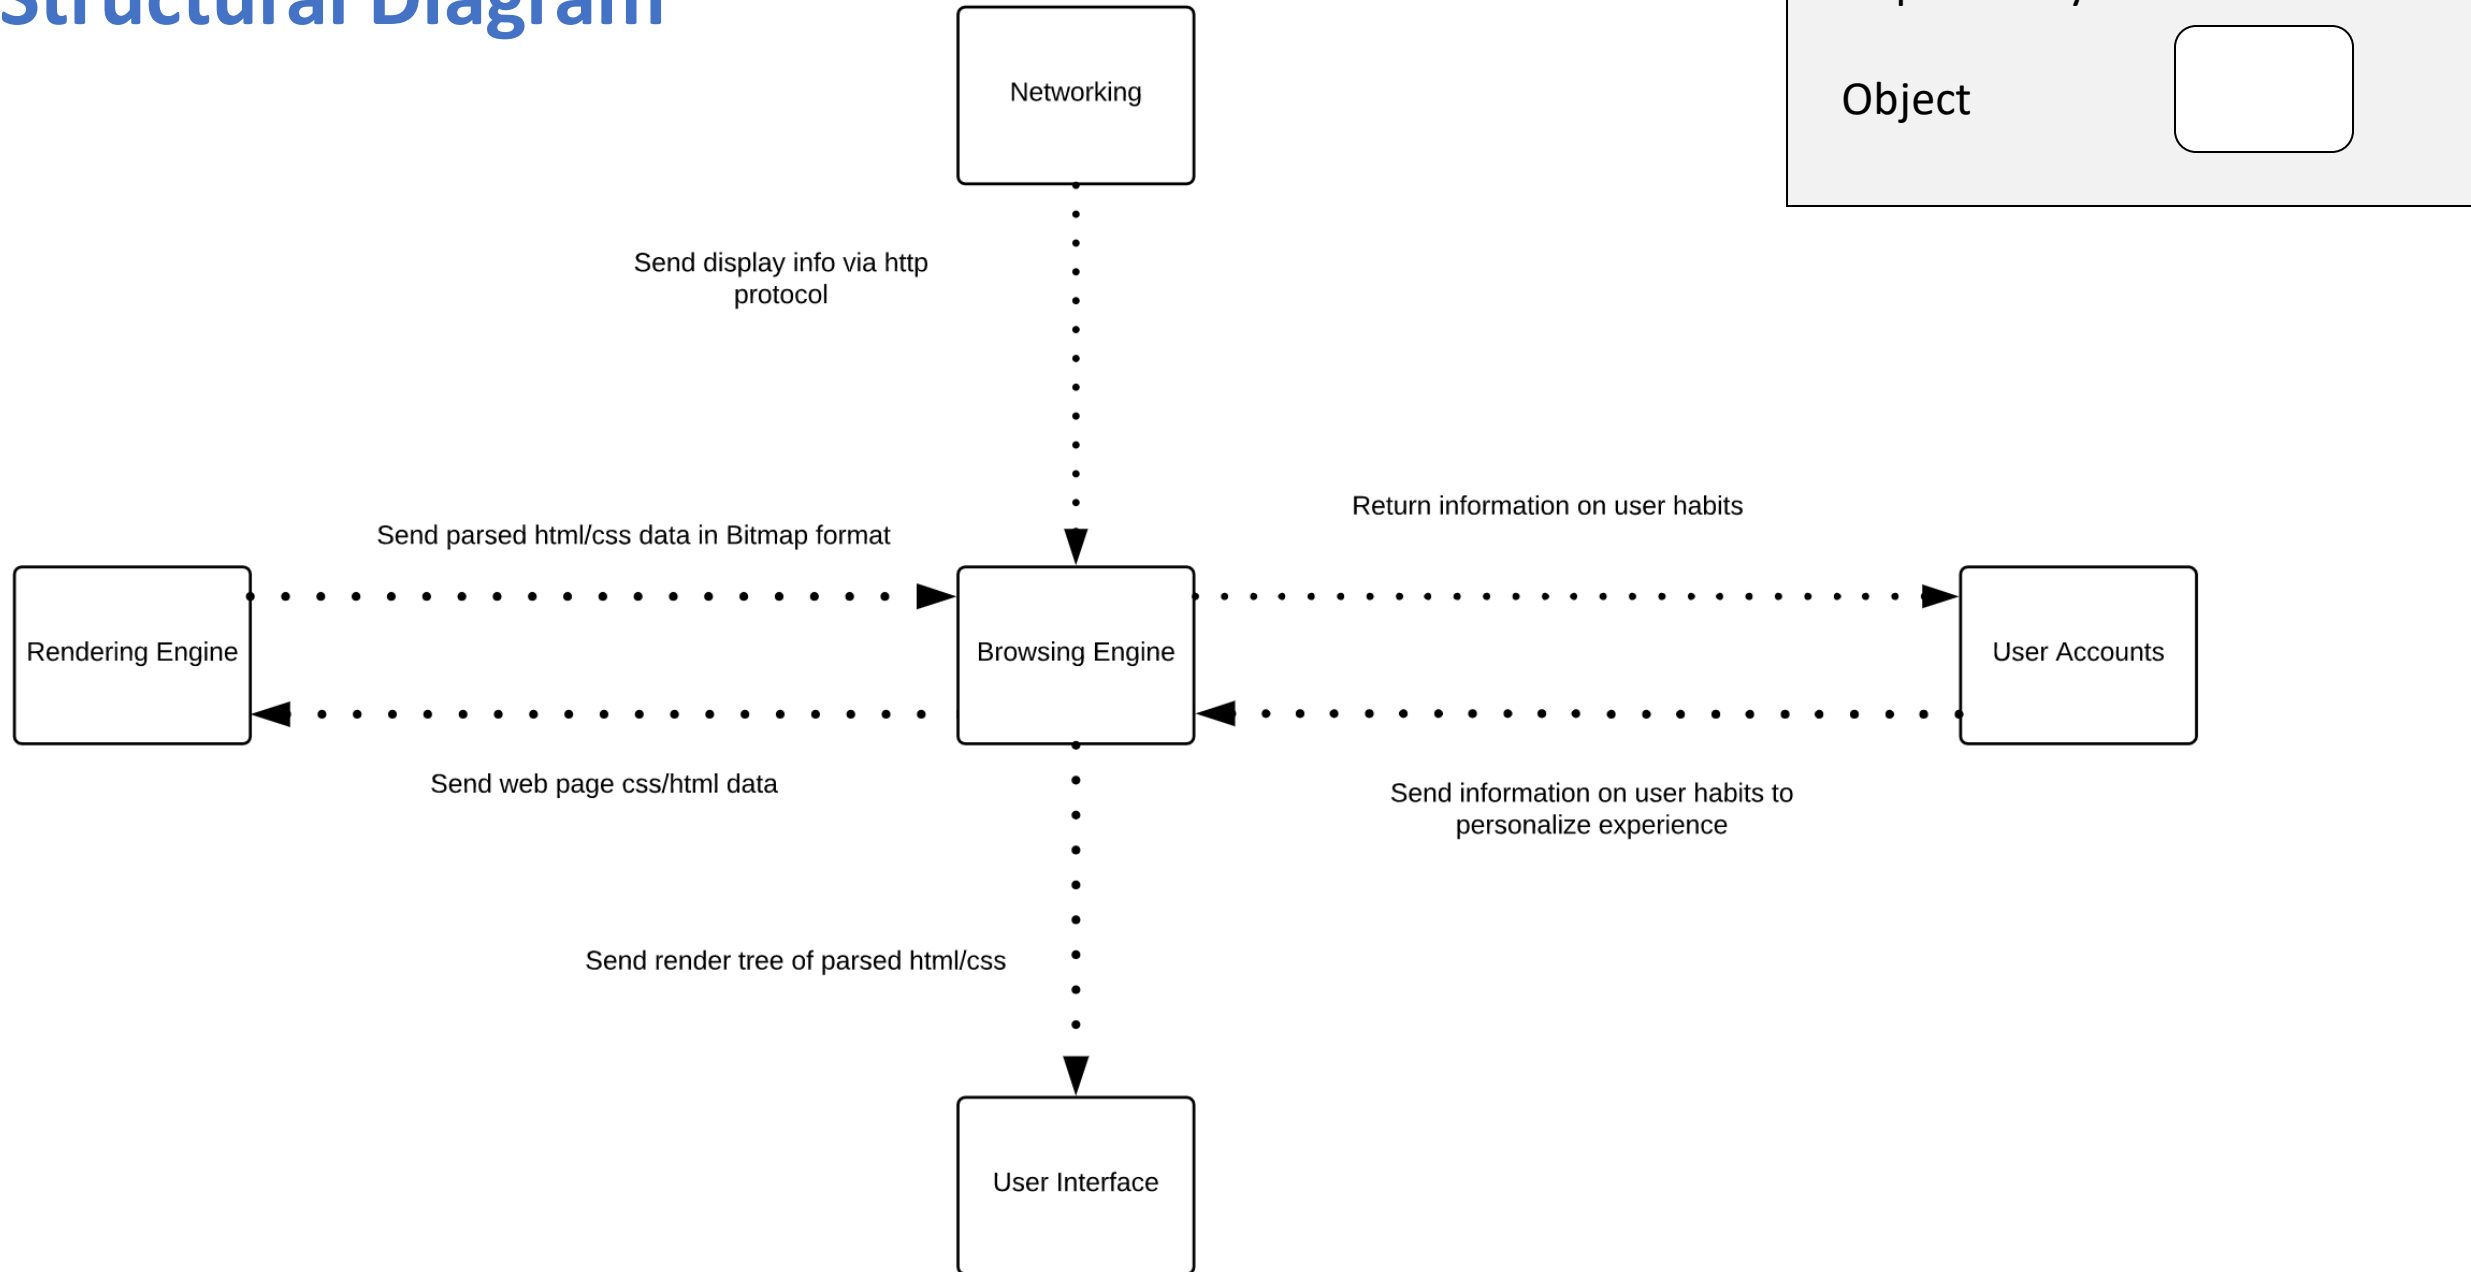 Structural Diagram
Networking
Object
Send display info via http
protocol
Return information on user habits
Send parsed html/css data in Bitmap format
Rendering Engine
Browsing Engine
User Accounts
Send web page css/html data
Send information on user habits to
personalize experience
Send render tree of parsed html/css
User Interface